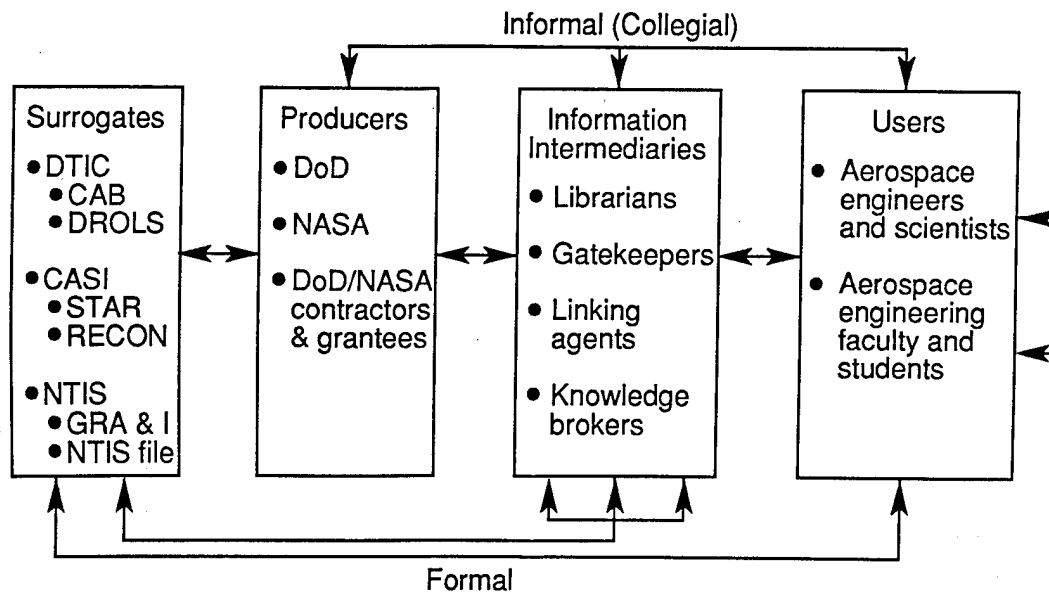 Informal (Collegial)
Surrogates
• DTIC
• CAB
• DROLS
• CASI
• STAR
• RECON
• NTIS
• GRA & I
• NTIS file
Producers
• DoD
• NASA
• DoD/NASA
contractors
& grantees
Information
Intermediaries
• Librarians
• Gatekeepers
• Linking
agents
• Knowledge
brokers
Users
• Aerospace
engineers
and scientists
• Aerospace
engineering
faculty and
students
Formal